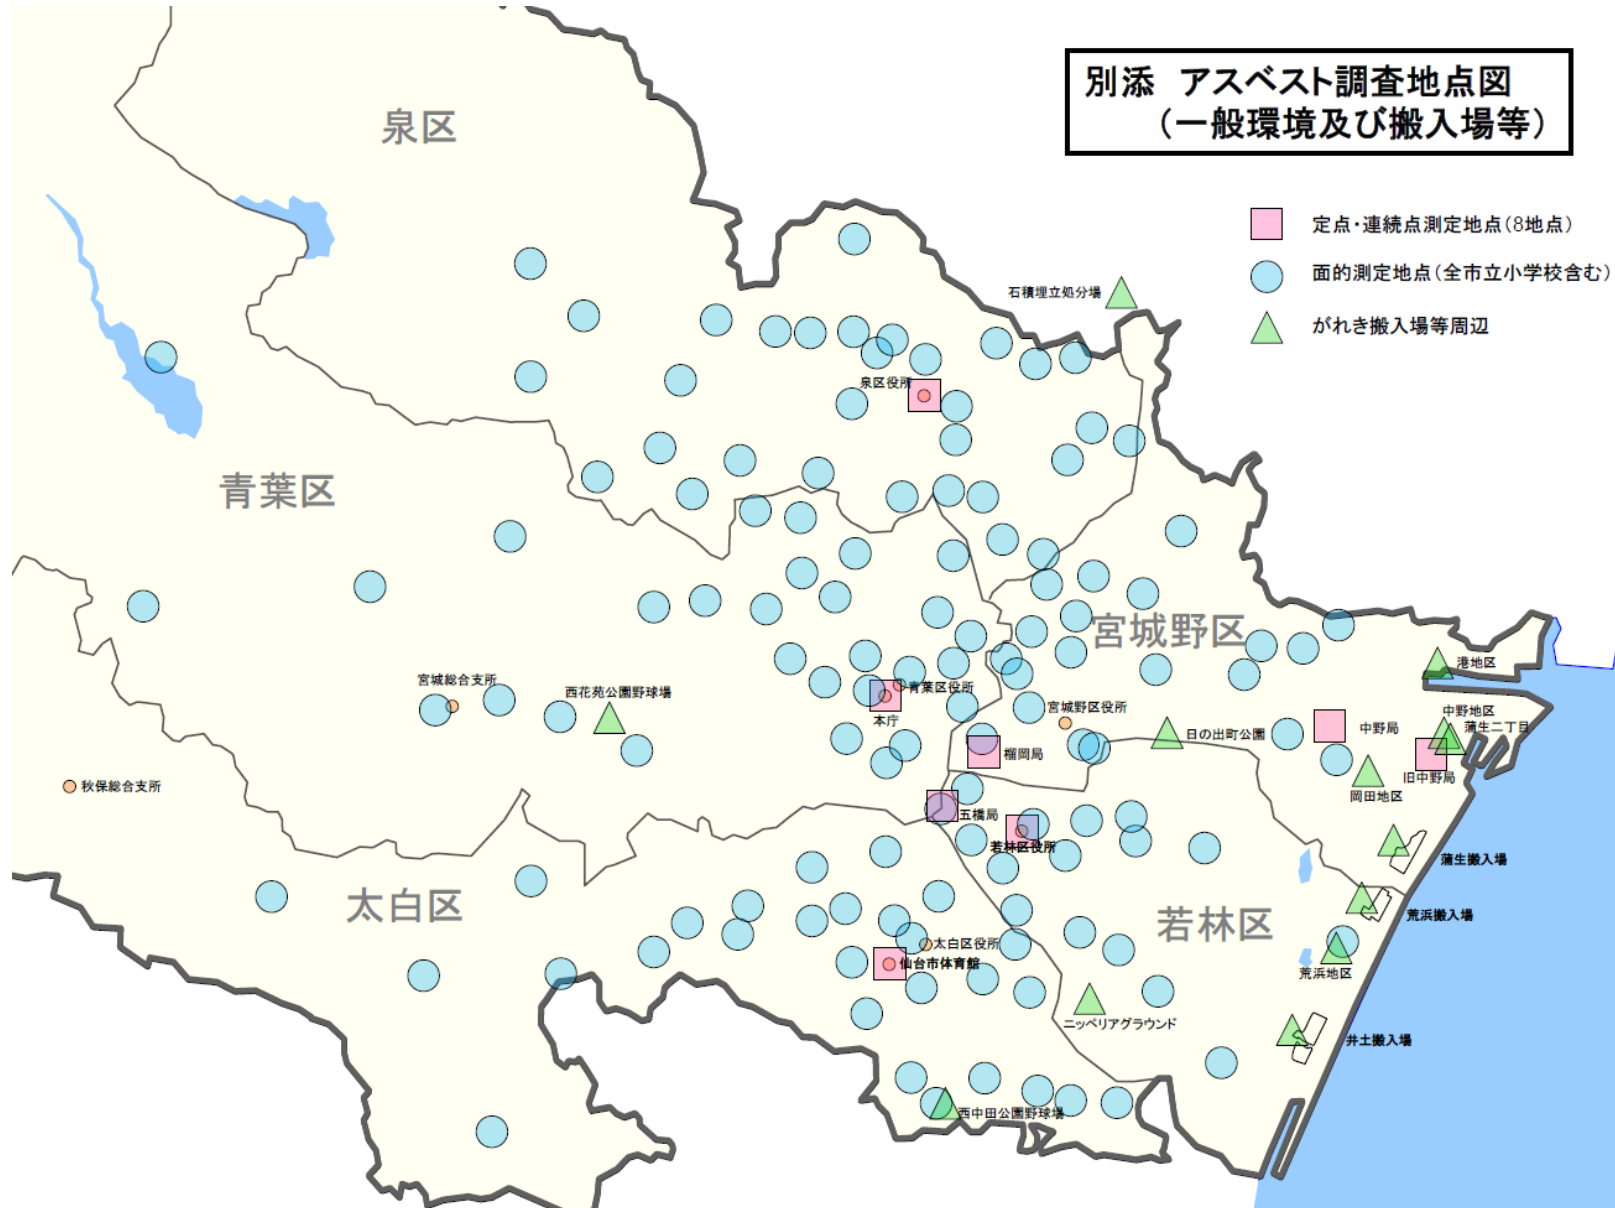 別添 アスベスト調査地点図
(一般環境及び搬入場等)
定点・連続点測定地点(8地点)
面的測定地点(全市立小学校含む)
がれき搬入場等周辺
泉区
石積埋立処分場
泉区役所
青葉区
宮城野区
宮城総合支所
西花苑公園野球場
青葉区役所
本庁
宮城野区役所
榴岡局
日の出町公園
港地区
中野地区
蒲生二丁目
中野局
旧中野局
岡田地区
秋保総合支所
五橋局
若林区役所
蒲生搬入場
太白区
若林区
荒浜搬入場
太白区役所
仙台市体育館
荒浜地区
ニッペリアグラウンド
井土搬入場
西中田公園野球場